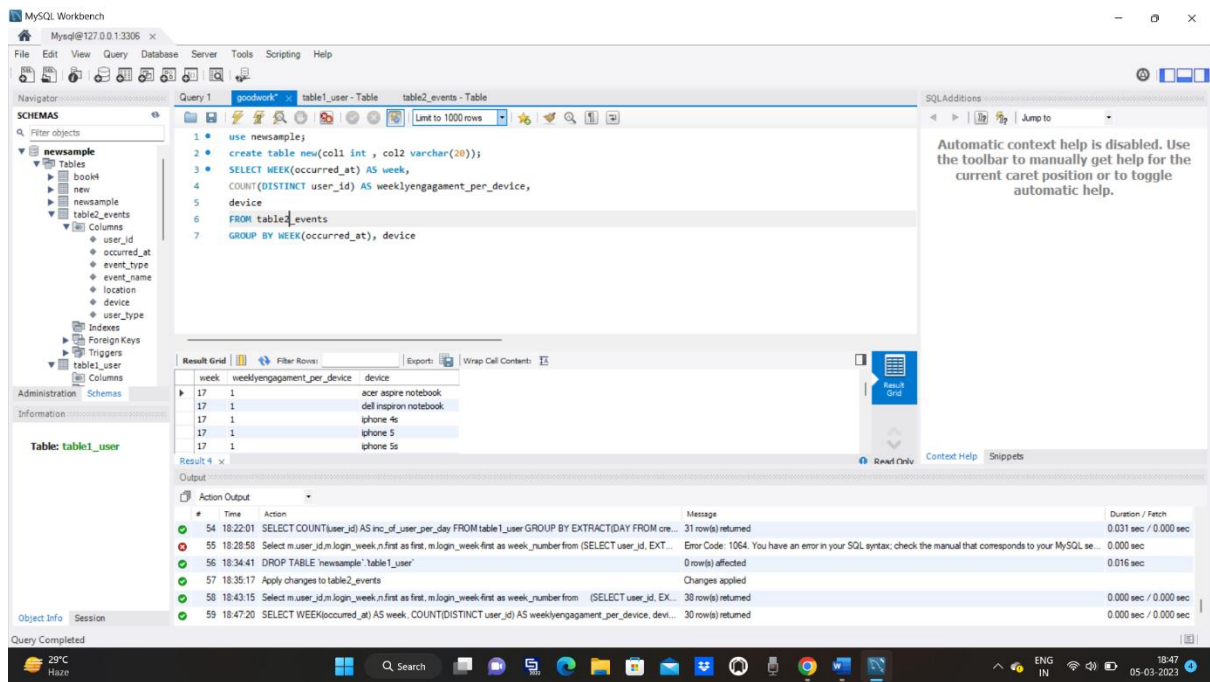 MySQL Workbench
Mysql@127.0.0.1:3306 ×
File Edit View Query Database Server Tools Scripting Help
Navigator
SCHEMAS
Filter objects
newsample
Tables
book4
new
newsample
table2_events
Columns
user_id
occurred_at
event_type
event_name
location
device
user_type
Indexes
Foreign Keys
Triggers
table1_user
Columns
Administration Schemas
Information
Table: table1_user
Object Info Session
Query 1 goodwork* × table1_user - Table table2_events - Table
Limit to 1000 rows
1 use newsample;
2 create table new(col1 int , col2 varchar(20));
3 SELECT WEEK(occurred_at) AS week,
4 COUNT(DISTINCT user_id) AS weeklyengagament_per_device,
5 device
6 FROM table2_events
7 GROUP BY WEEK(occurred_at), device
Result Grid Filter Rows: Export: Wrap Cell Content:
week weeklyengagament_per_device device
17 1 acer aspire notebook
17 1 dell inspiron notebook
17 1 iphone 4s
17 1 iphone 5
17 1 iphone 5s
Result Grid
Result 4 × Read Only
SQLAdditions
Jump to
Automatic context help is disabled. Use
the toolbar to manually get help for the
current caret position or to toggle
automatic help.
Context Help Snippets
Output
Action Output
# Time Action Message Duration / Fetch
54 18:22:01 SELECT COUNT(user_id) AS inc_of_user_per_day FROM table1_user GROUP BY EXTRACT(DAY FROM cre... 31 row(s) returned 0.031 sec / 0.000 sec
55 18:28:58 Select m.user_id,m.login_week,n.first as first, m.login_week-first as week_number from (SELECT user_id, EXT... Error Code: 1064. You have an error in your SQL syntax; check the manual that corresponds to your MySQL se... 0.000 sec
56 18:34:41 DROP TABLE `newsample`.`table1_user` 0 row(s) affected 0.016 sec
57 18:35:17 Apply changes to table2_events Changes applied
58 18:43:15 Select m.user_id,m.login_week,n.first as first, m.login_week-first as week_number from (SELECT user_id, EX... 38 row(s) returned 0.000 sec / 0.000 sec
59 18:47:20 SELECT WEEK(occurred_at) AS week, COUNT(DISTINCT user_id) AS weeklyengagament_per_device, devi... 30 row(s) returned 0.000 sec / 0.000 sec
Query Completed
29°C
Haze
Search
ENG
IN
18:47
05-03-2023
4